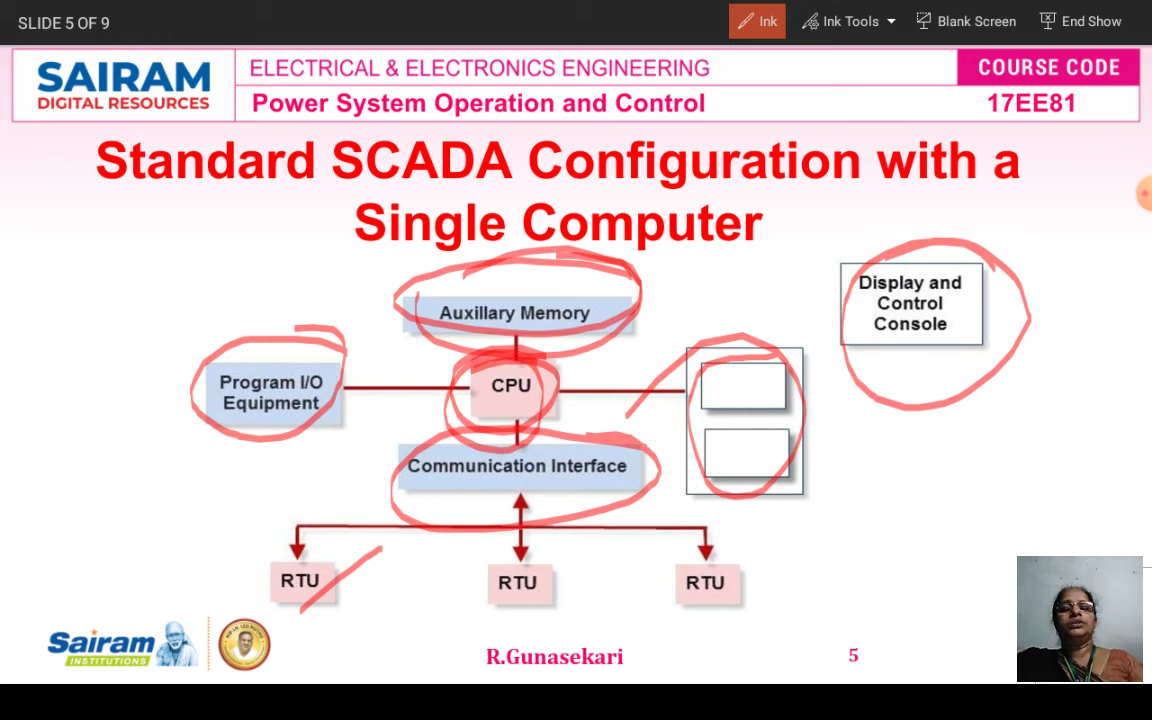 SLIDE 5 OF 9
Ink
Ink Tools
Blank Screen
End Show
SAIRAM
DIGITAL RESOURCES
ELECTRICAL & ELECTRONICS ENGINEERING
COURSE CODE
Power System Operation and Control
17EE81
Standard SCADA Configuration with a
Single Computer
Auxillary Memory
Display and
Control
Console
Program I/O
Equipment
CPU
Communication Interface
RTU
RTU
RTU
Sairam
INSTITUTIONS
R.Gunasekari
5